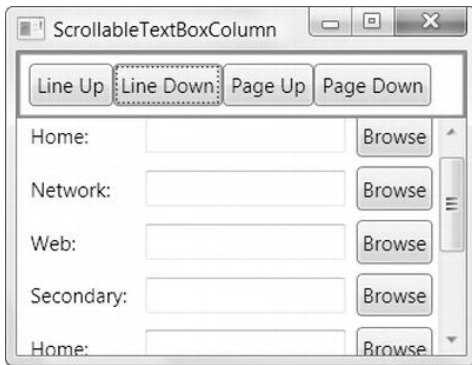 ScrollableTextBoxColumn
Line Up Line Down Page Up Page Down
Home: Browse
Network: Browse
Web: Browse
Secondary: Browse
Home: Browse